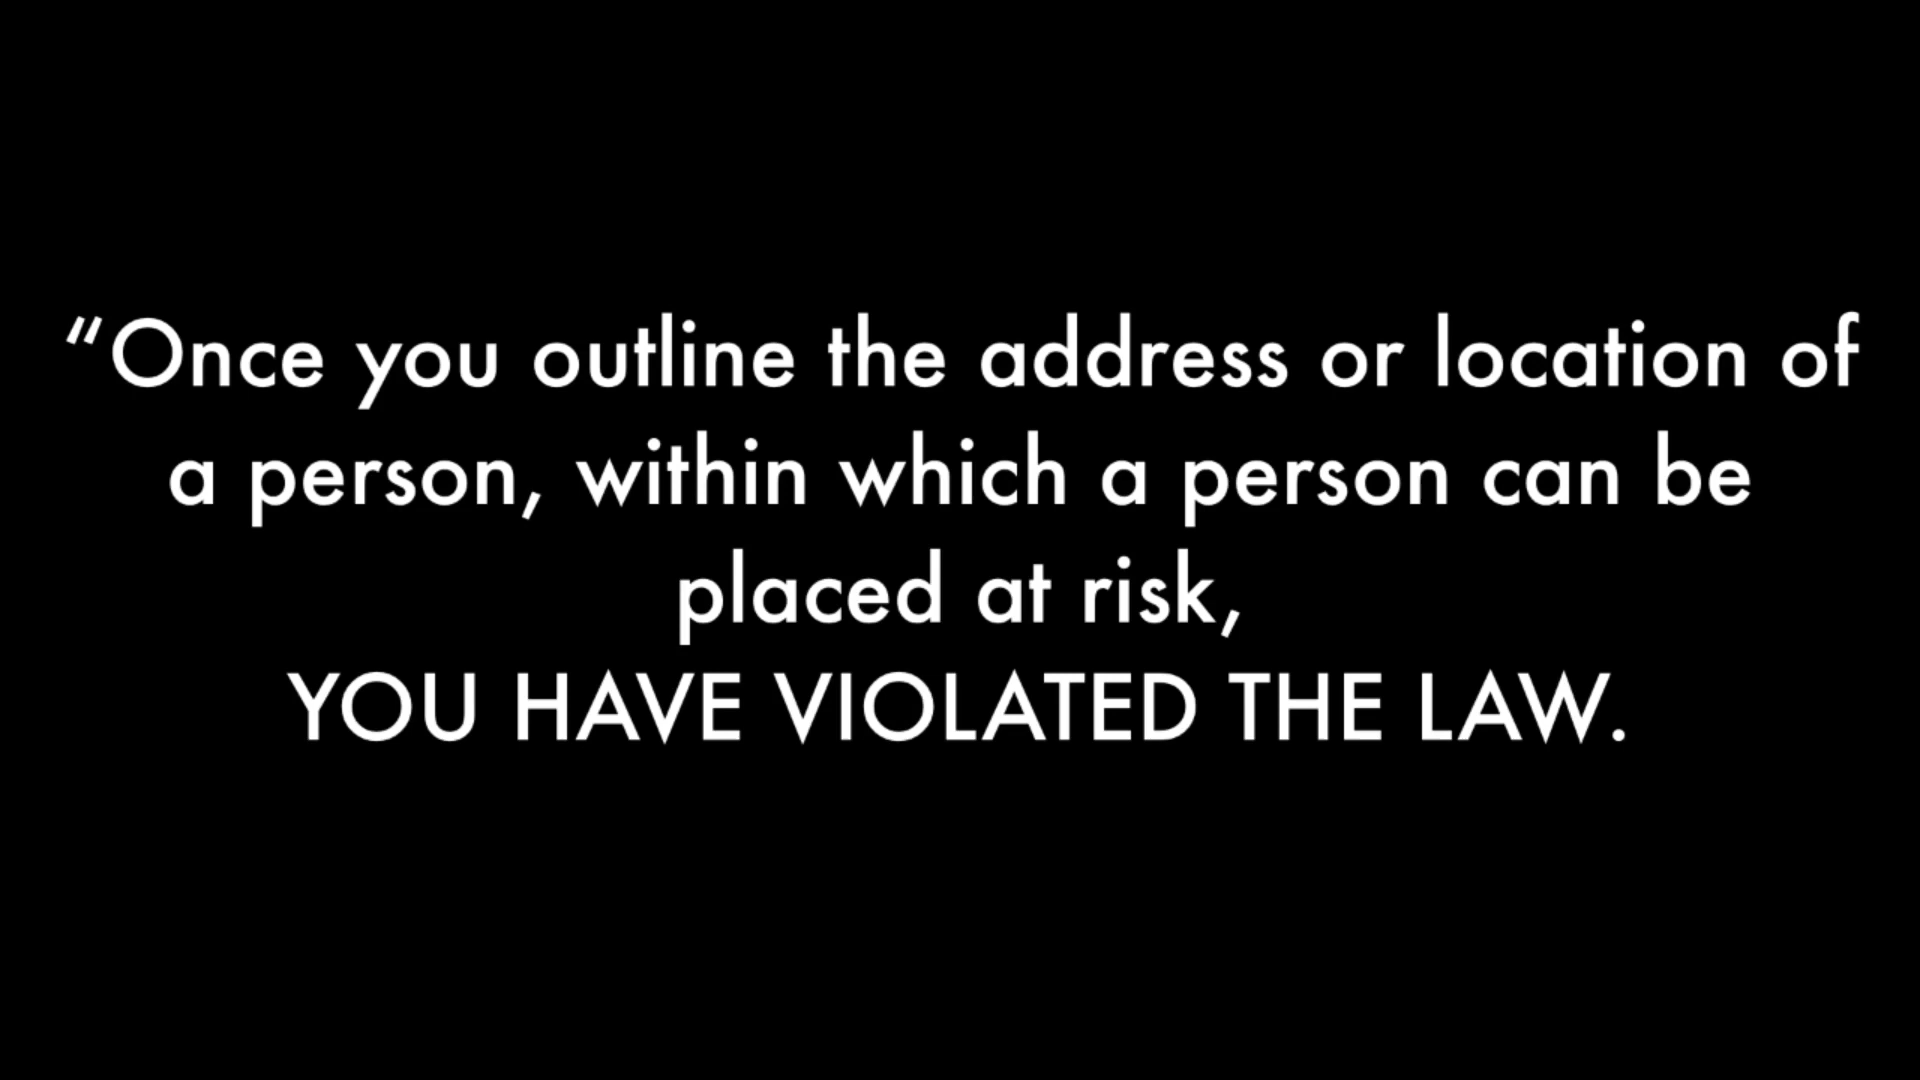 “Once you outline the address or location of
a person, within which a person can be
placed at risk,
YOU HAVE VIOLATED THE LAW.